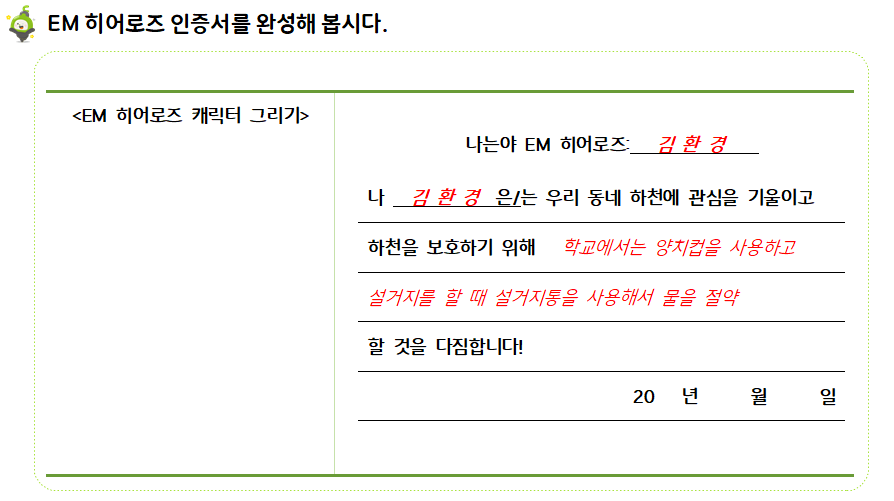 EM 히어로즈 인증서를 완성해 봅시다.
<EM 히어로즈 캐릭터 그리기>
나는야 EM 히어로즈: 김 환 경
나 김 환 경 은/는 우리 동네 하천에 관심을 기울이고
하천을 보호하기 위해 학교에서는 양치컵을 사용하고
설거지를 할 때 설거지통을 사용해서 물을 절약
할 것을 다짐합니다!
20 년 월 일